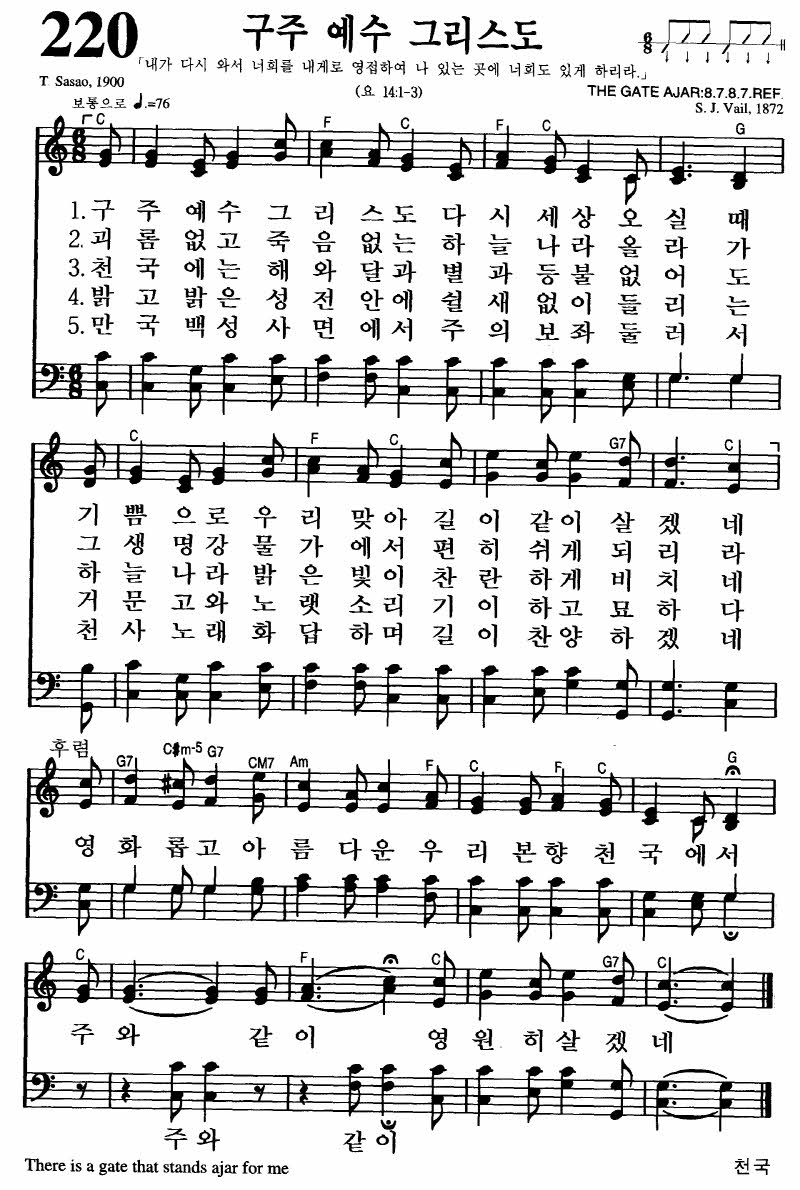 220
구주 예수 그리스도
「내가 다시 와서 너희를 내게로 영접하여 나 있는 곳에 너희도 있게 하리라.」
T. Sasao, 1900
(요 14:1-3)
THE GATE AJAR:8.7.8.7.REF.
보통으로 ♩.=76
S. J. Vail, 1872
C F C F C G
1. 구 주 예 수 그 리 스 도 다 시 세 상 오 실 때
2. 괴 롬 없 고 죽 음 없 는 하 늘 나 라 올 라 가
3. 천 국 에 는 해 와 달 과 별 과 등 불 없 어 도
4. 밝 고 밝 은 성 전 안 에 쉴 새 없 이 들 리 는
5. 만 국 백 성 사 면 에 서 주 의 보 좌 둘 러 서
C F C G7 C
기 쁨 으 로 우 리 맞 아 길 이 같 이 살 겠 네
그 생 명 강 물 가 에 서 편 히 쉬 게 되 리 라
하 늘 나 라 밝 은 빛 이 찬 란 하 게 비 치 네
거 문 고 와 노 랫 소 리 기 이 하 고 묘 하 다
천 사 노 래 화 답 하 며 길 이 찬 양 하 겠 네
후렴
G7 C#m-5 G7 CM7 Am F C F C G
영 화 롭 고 아 름 다 운 우 리 본 향 천 국 에 서
C F C G7 C
주 와 같 이 영 원 히 살 겠 네
주 와 같 이
There is a gate that stands ajar for me
천국